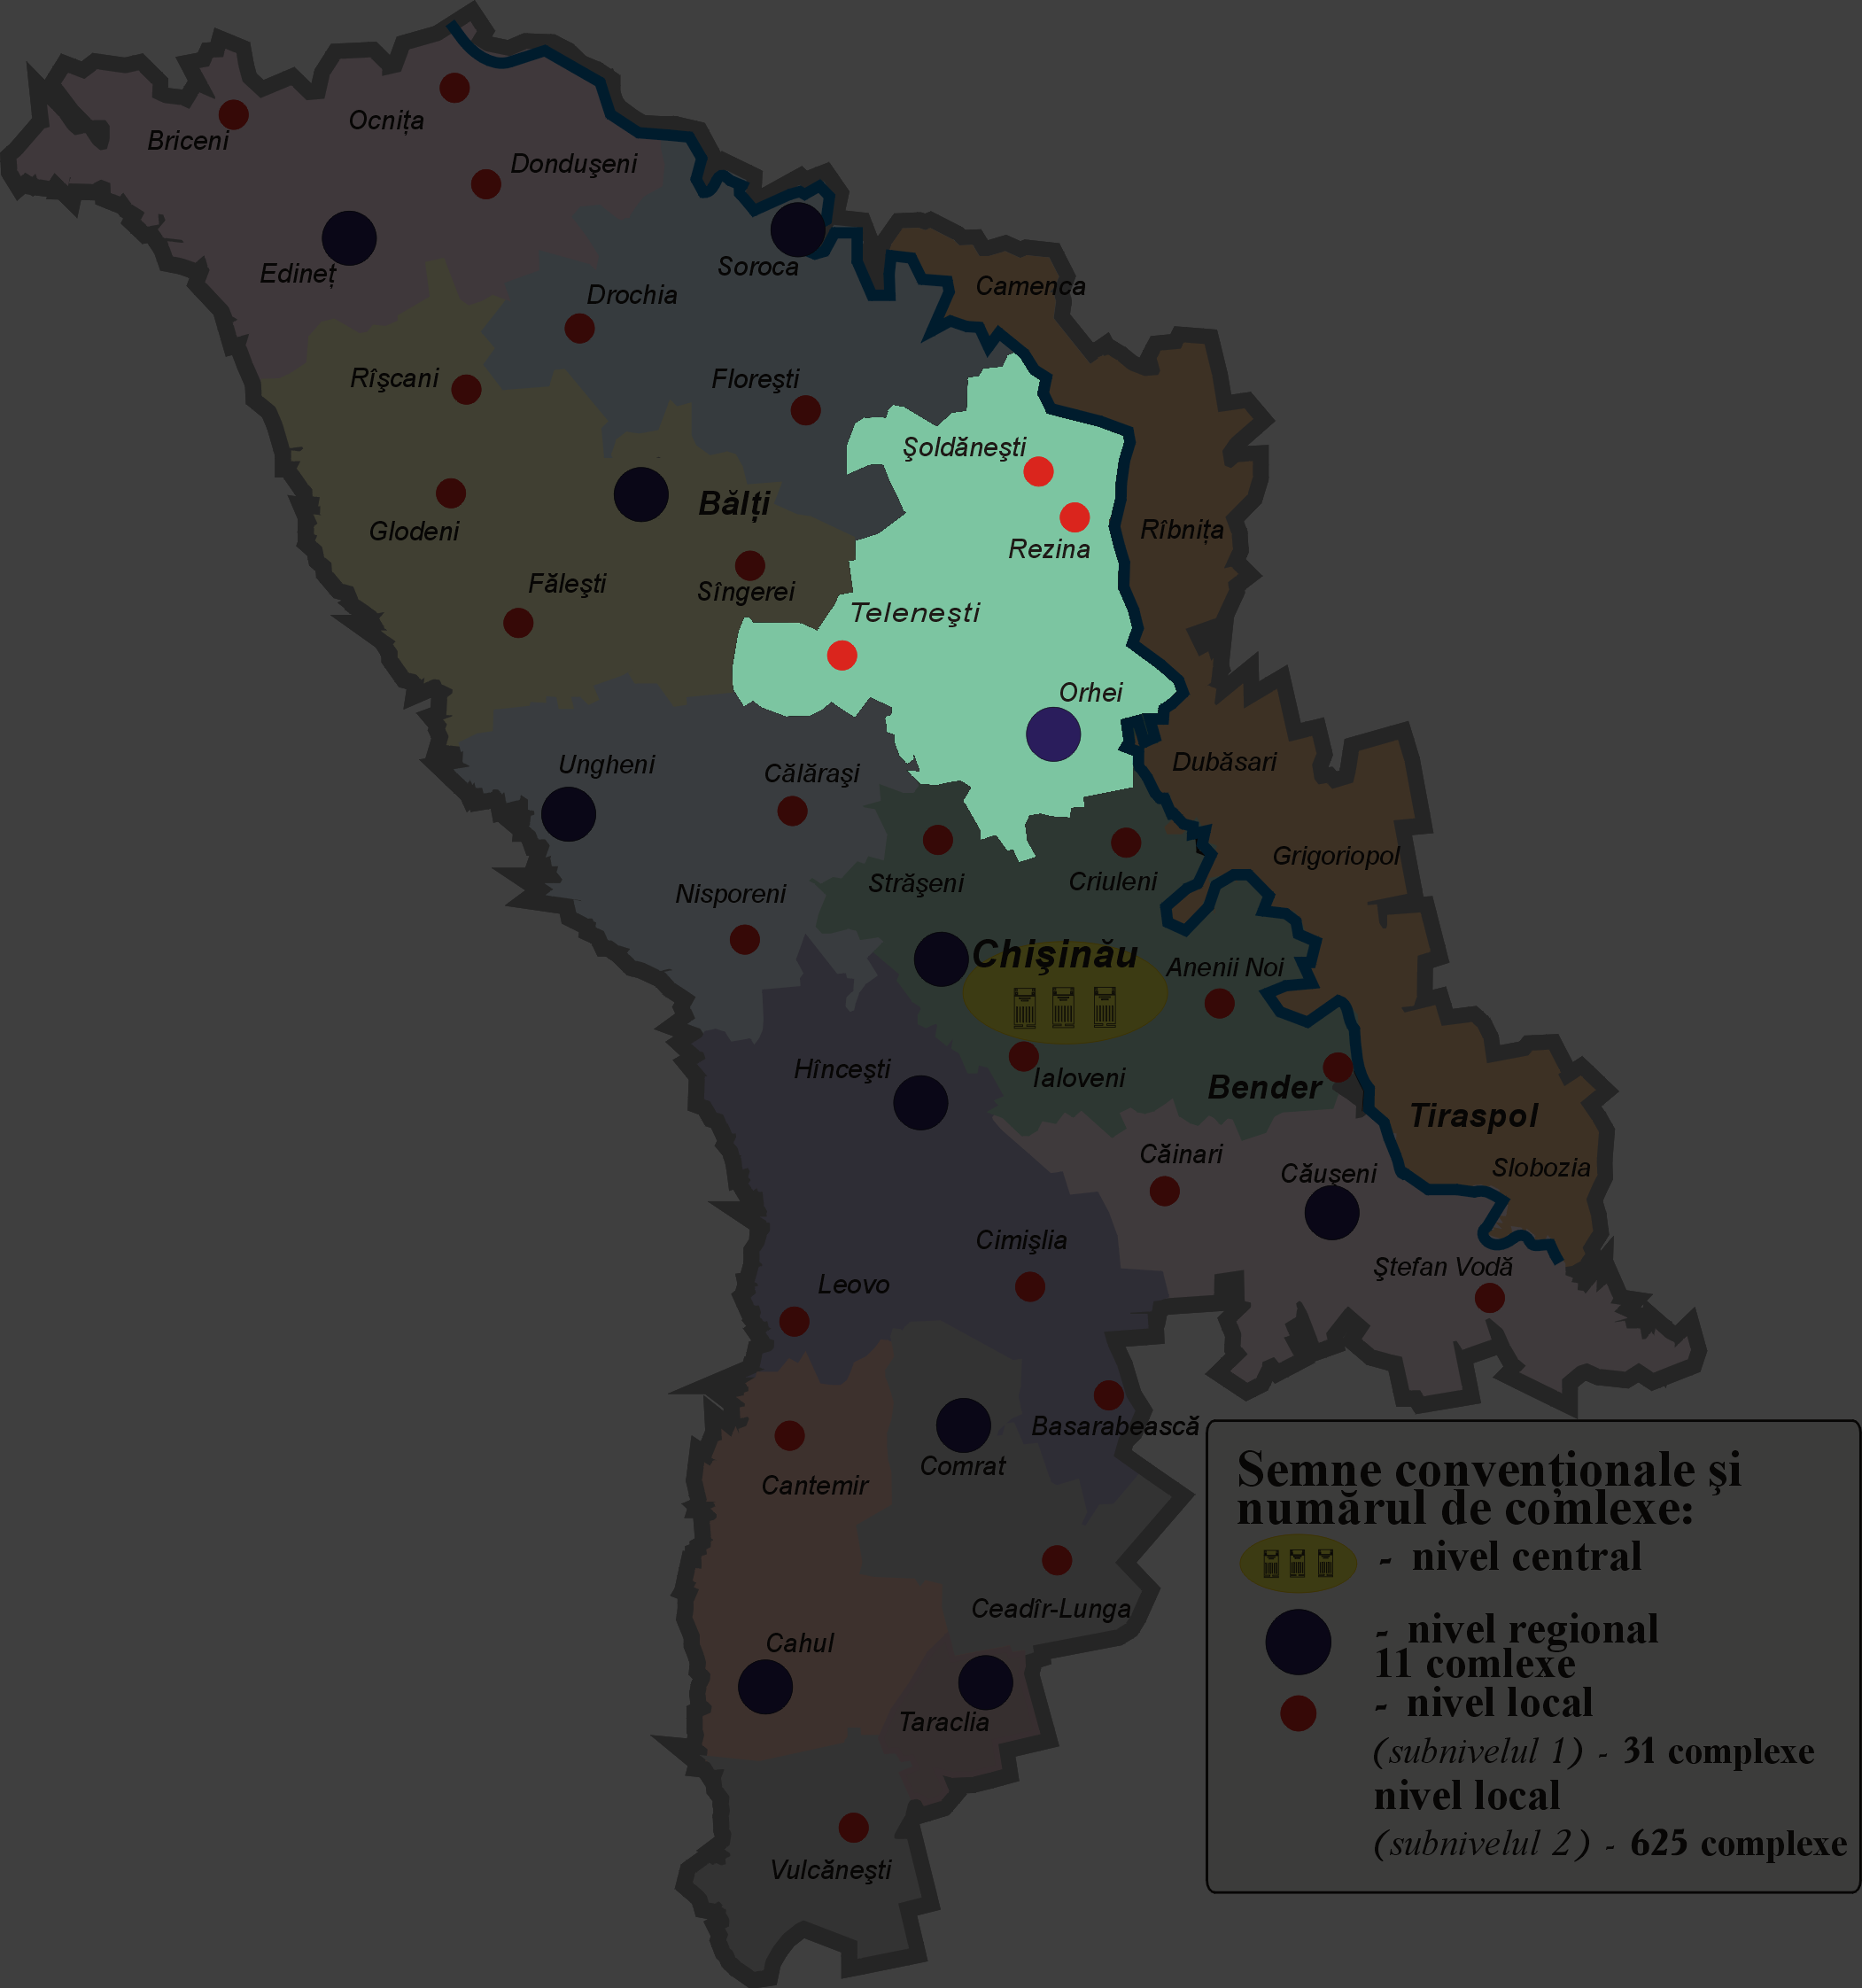 Ocnița
Briceni
Dondușeni
Edineț
Soroca
Drochia
Camenca
Rîșcani
Florești
Șoldănești
Bălți
Glodeni
Rîbnița
Rezina
Fălești
Sîngerei
Telenești
Orhei
Ungheni
Călărași
Dubăsari
Grigoriopol
Strășeni
Criuleni
Nisporeni
Chișinău
Anenii Noi
Hîncești
Ialoveni
Bender
Tiraspol
Căinari
Căușeni
Slobozia
Cimișlia
Ștefan Vodă
Leovo
Basarabească
Comrat
Cantemir
Ceadîr-Lunga
Cahul
Taraclia
Vulcănești
Semne convenționale și
numărul de comlexe:
- nivel central
- nivel regional
11 comlexe
- nivel local
(subnivelul 1) - 31 complexe
nivel local
(subnivelul 2) - 625 complexe